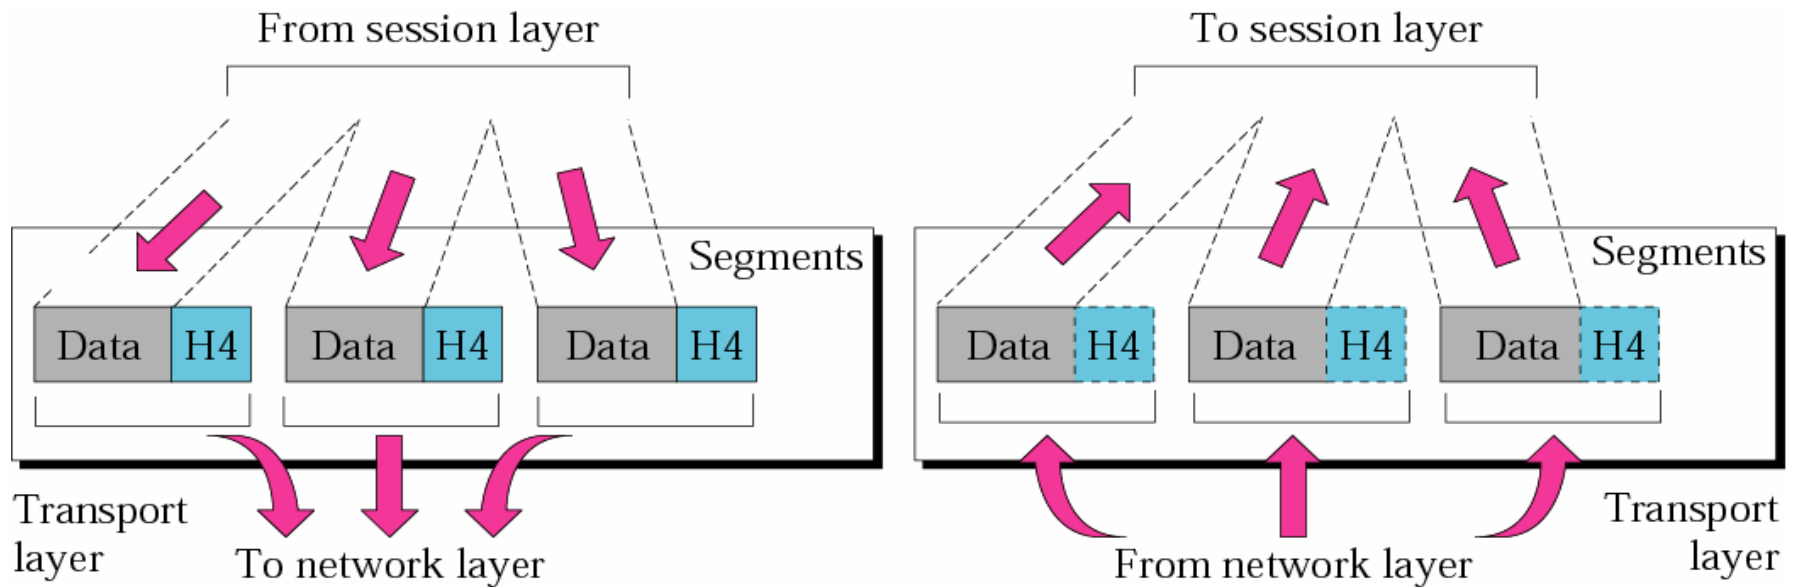 From session layer
Segments
Data H4 Data H4 Data H4
Transport
layer
To network layer
To session layer
Segments
Data H4 Data H4 Data H4
From network layer
Transport
layer